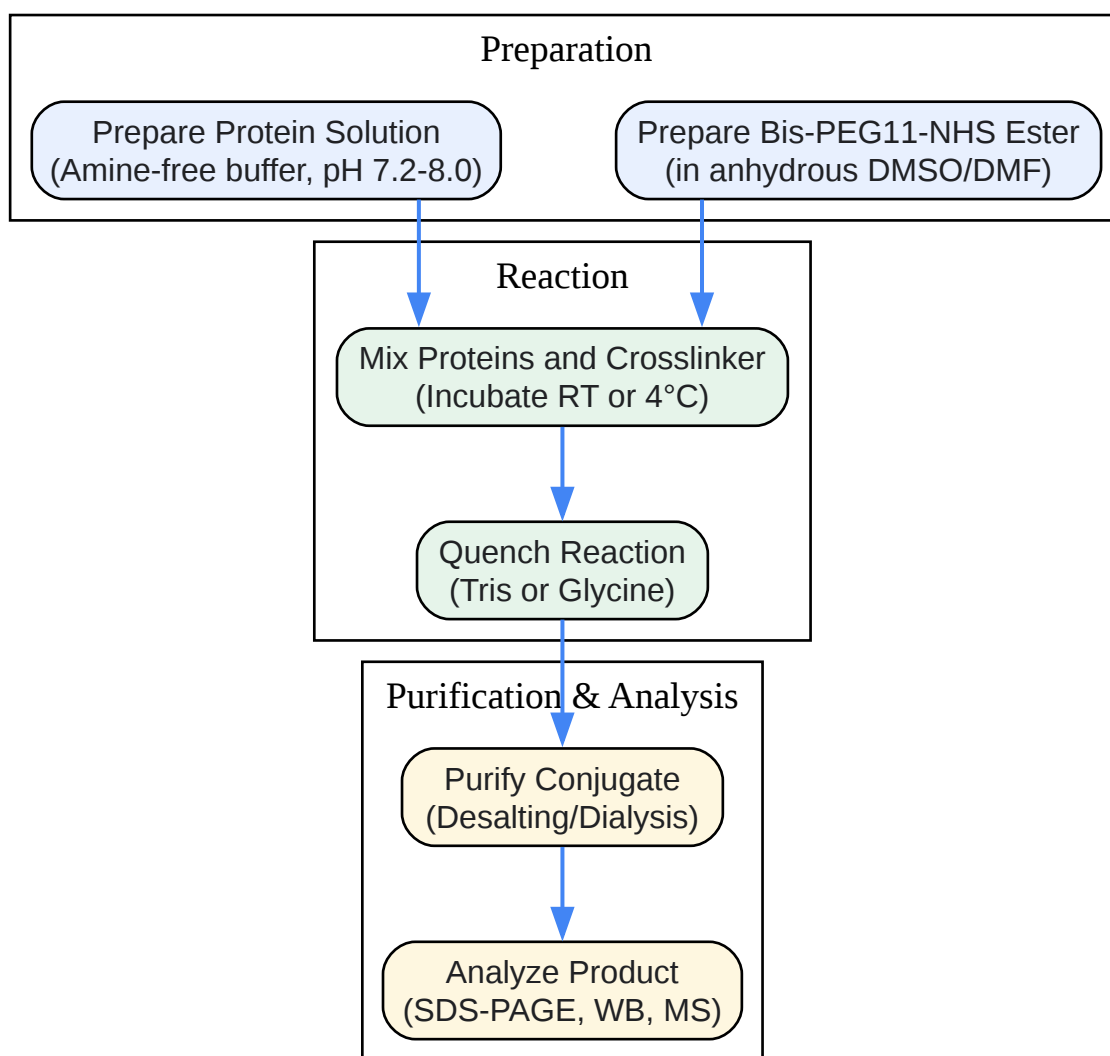 Preparation
Prepare Protein Solution
(Amine-free buffer, pH 7.2-8.0)
Prepare Bis-PEG11-NHS Ester
(in anhydrous DMSO/DMF)
Reaction
Mix Proteins and Crosslinker
(Incubate RT or 4°C)
Quench Reaction
(Tris or Glycine)
Purification & Analysis
Purify Conjugate
(Desalting/Dialysis)
Analyze Product
(SDS-PAGE, WB, MS)